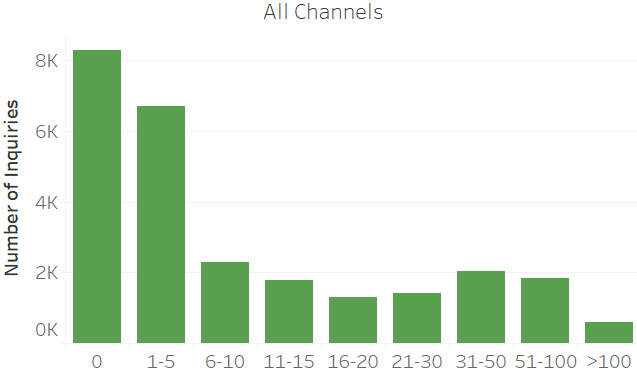 All Channels
Number of Inquiries
8K
6K
4K
2K
0K
0 1-5 6-10 11-15 16-20 21-30 31-50 51-100 >100